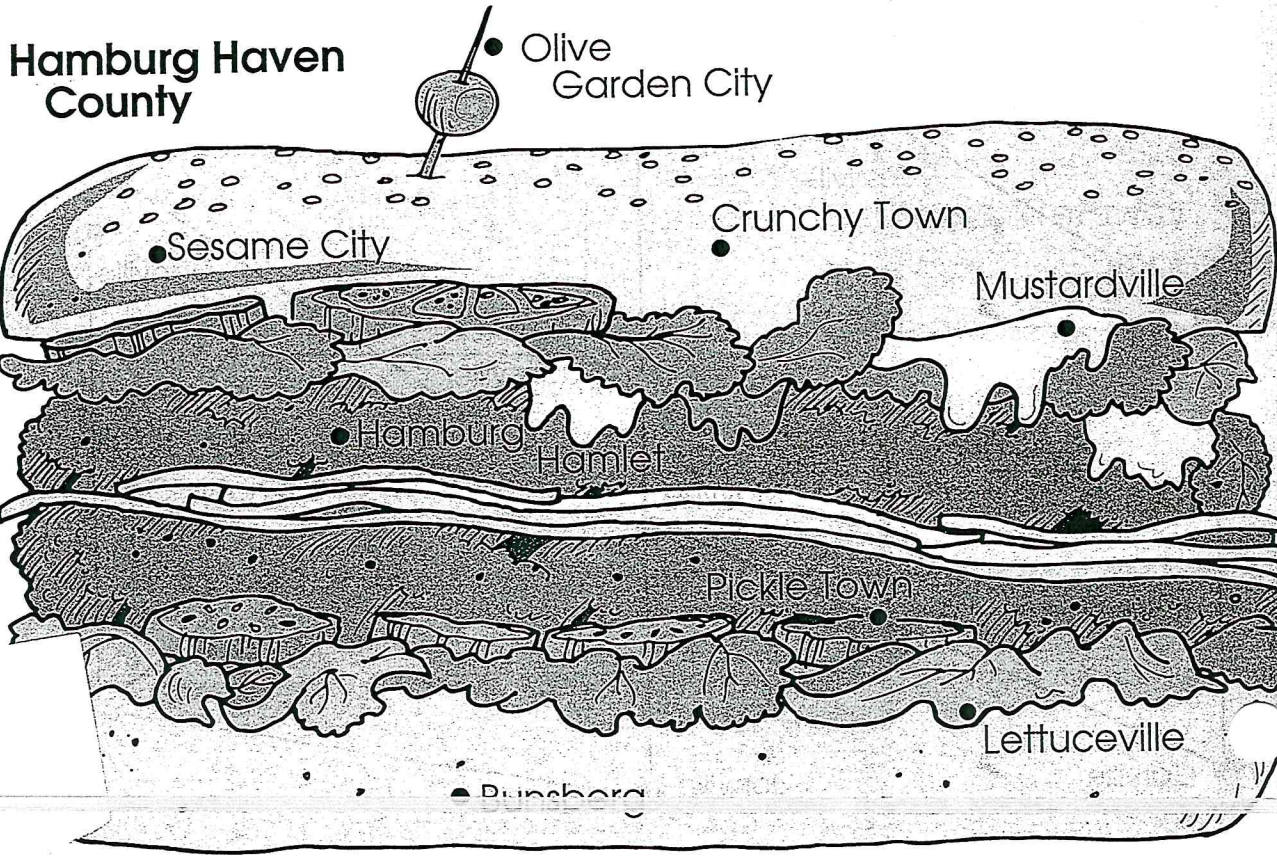 Hamburg Haven
County
Olive
Garden City
Sesame City
Crunchy Town
Mustardville
Hamburg
Hamlet
Pickle Town
Lettuceville
Bunsberg